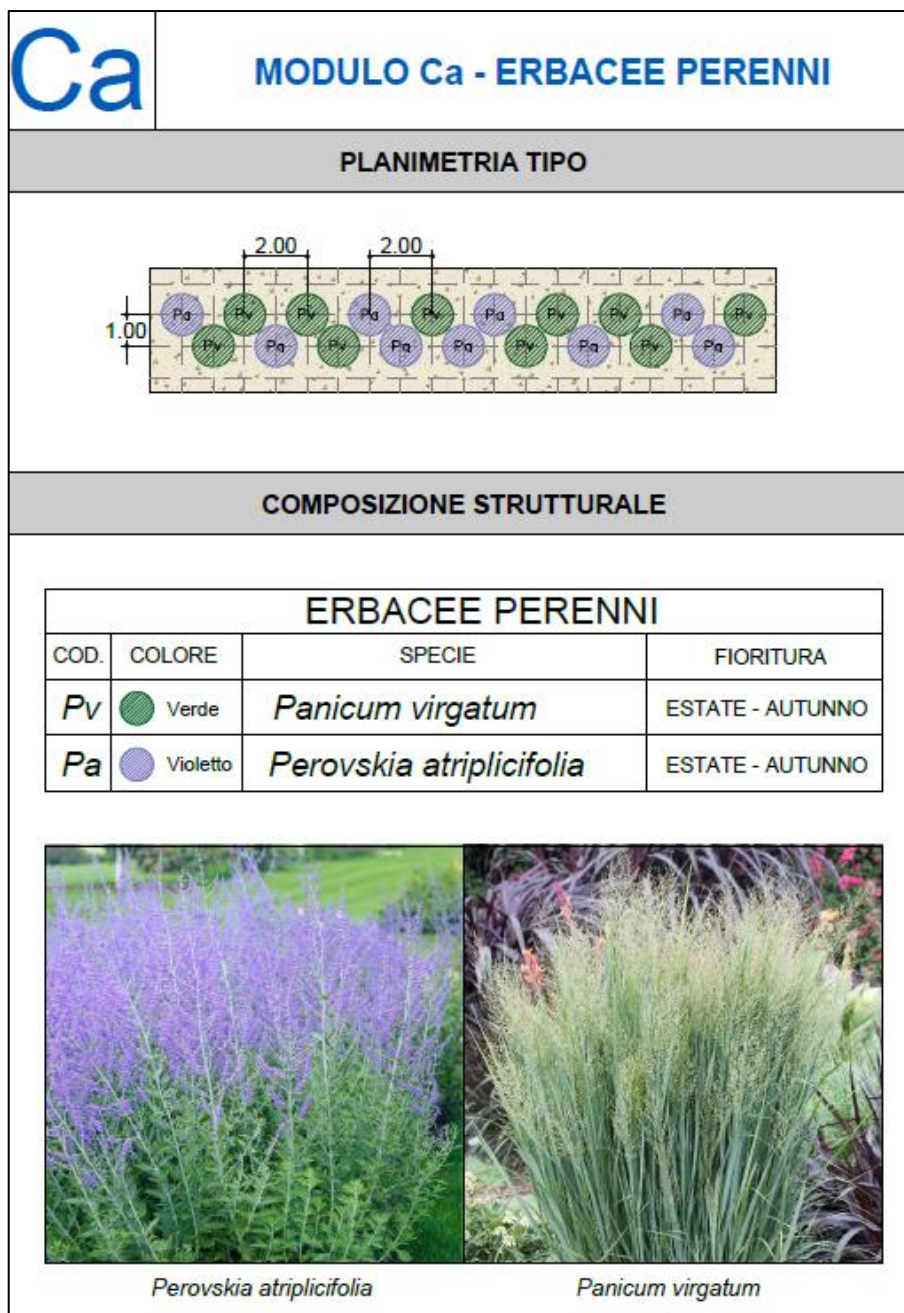 Ca
MODULO Ca - ERBACEE PERENNI
PLANIMETRIA TIPO
2.00 2.00
Pa Pv Pv Pa Pv Pa Pv Pv Pa Pv
1.00
Pv Pa Pv Pa Pa Pv Pa Pv Pa
COMPOSIZIONE STRUTTURALE
ERBACEE PERENNI
COD. COLORE SPECIE FIORITURA
Pv Verde Panicum virgatum ESTATE - AUTUNNO
Pa Violetto Perovskia atriplicifolia ESTATE - AUTUNNO
Perovskia atriplicifolia Panicum virgatum